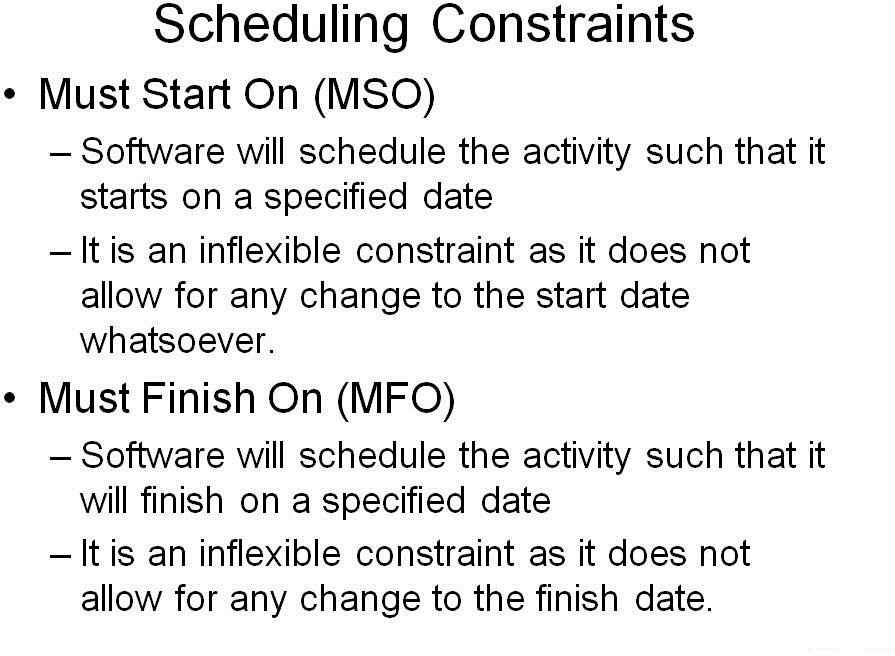 Scheduling Constraints
• Must Start On (MSO)
– Software will schedule the activity such that it
starts on a specified date
– It is an inflexible constraint as it does not
allow for any change to the start date
whatsoever.
• Must Finish On (MFO)
– Software will schedule the activity such that it
will finish on a specified date
– It is an inflexible constraint as it does not
allow for any change to the finish date.